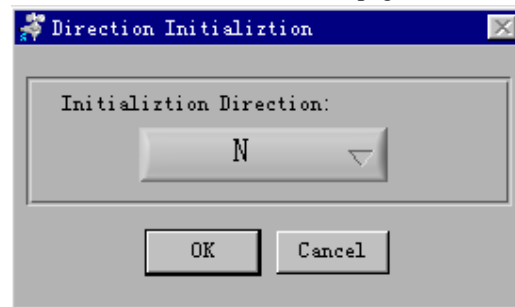 Direction Initializtion
Initializtion Direction:
N
OK
Cancel